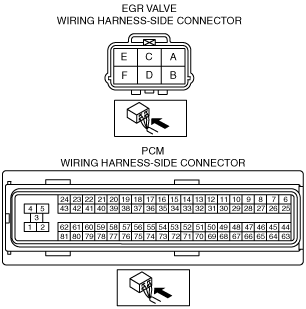 EGR VALVE
WIRING HARNESS-SIDE CONNECTOR
E C A
F D B
PCM
WIRING HARNESS-SIDE CONNECTOR
24 23 22 21 20 19 18 17 16 15 14 13 12 11 10 9 8 7 6
4 5 43 42 41 40 39 38 37 36 35 34 33 32 31 30 29 28 27 26 25
3
1 2 62 61 60 59 58 57 56 55 54 53 52 51 50 49 48 47 46 45 44
81 80 79 78 77 76 75 74 73 72 71 70 69 68 67 66 65 64 63